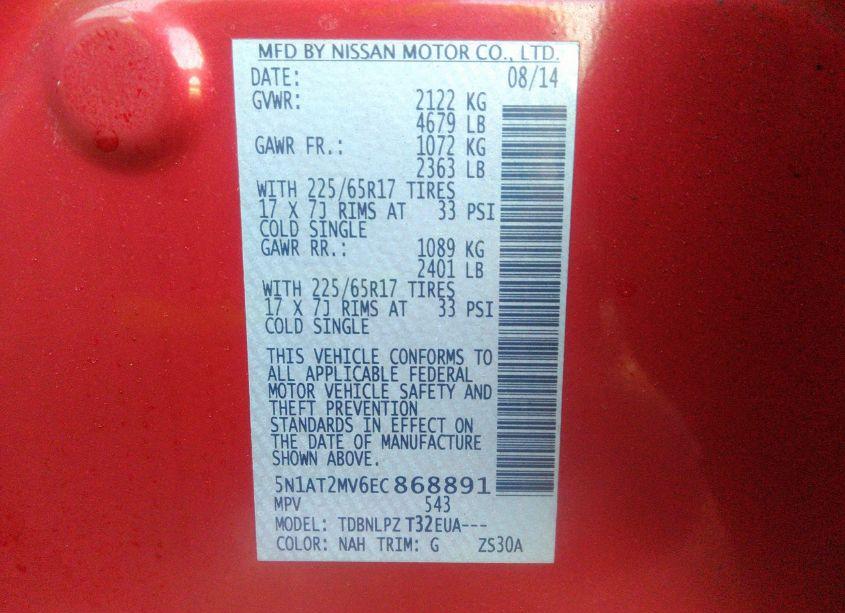 MFD BY NISSAN MOTOR CO., LTD.
DATE: 08/14
GVWR: 2122 KG
4679 LB
GAWR FR.: 1072 KG
2363 LB
WITH 225/65R17 TIRES
17 X 7J RIMS AT 33 PSI
COLD SINGLE
GAWR RR.: 1089 KG
2401 LB
WITH 225/65R17 TIRES
17 X 7J RIMS AT 33 PSI
COLD SINGLE
THIS VEHICLE CONFORMS TO
ALL APPLICABLE FEDERAL
MOTOR VEHICLE SAFETY AND
THEFT PREVENTION
STANDARDS IN EFFECT ON
THE DATE OF MANUFACTURE
SHOWN ABOVE.
5N1AT2MV6EC868891
MPV 543
MODEL: TDBNLPZ T32EUA---
COLOR: NAH TRIM: G ZS30A